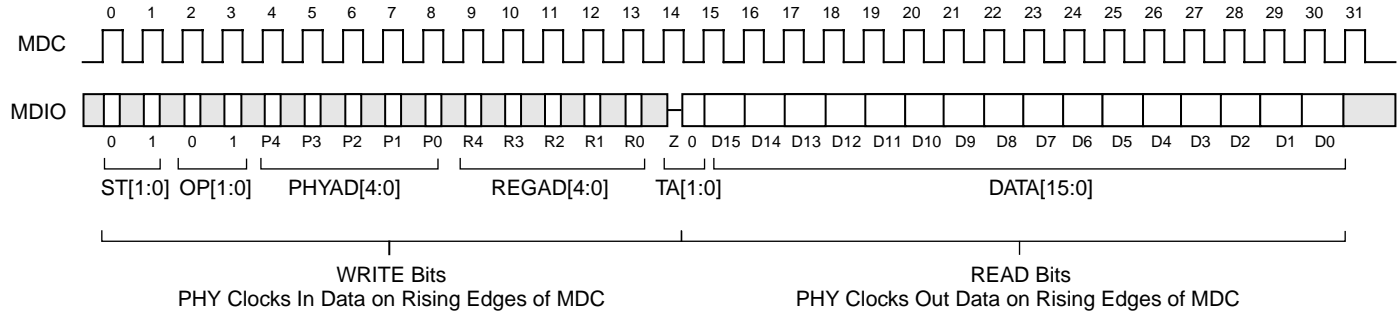 0 1 2 3 4 5 6 7 8 9 10 11 12 13 14 15 16 17 18 19 20 21 22 23 24 25 26 27 28 29 30 31
MDC
MDIO
0 1 0 1 P4 P3 P2 P1 P0 R4 R3 R2 R1 R0 Z 0 D15 D14 D13 D12 D11 D10 D9 D8 D7 D6 D5 D4 D3 D2 D1 D0
ST[1:0] OP[1:0] PHYAD[4:0] REGAD[4:0] TA[1:0] DATA[15:0]
WRITE Bits READ Bits
PHY Clocks In Data on Rising Edges of MDC PHY Clocks Out Data on Rising Edges of MDC